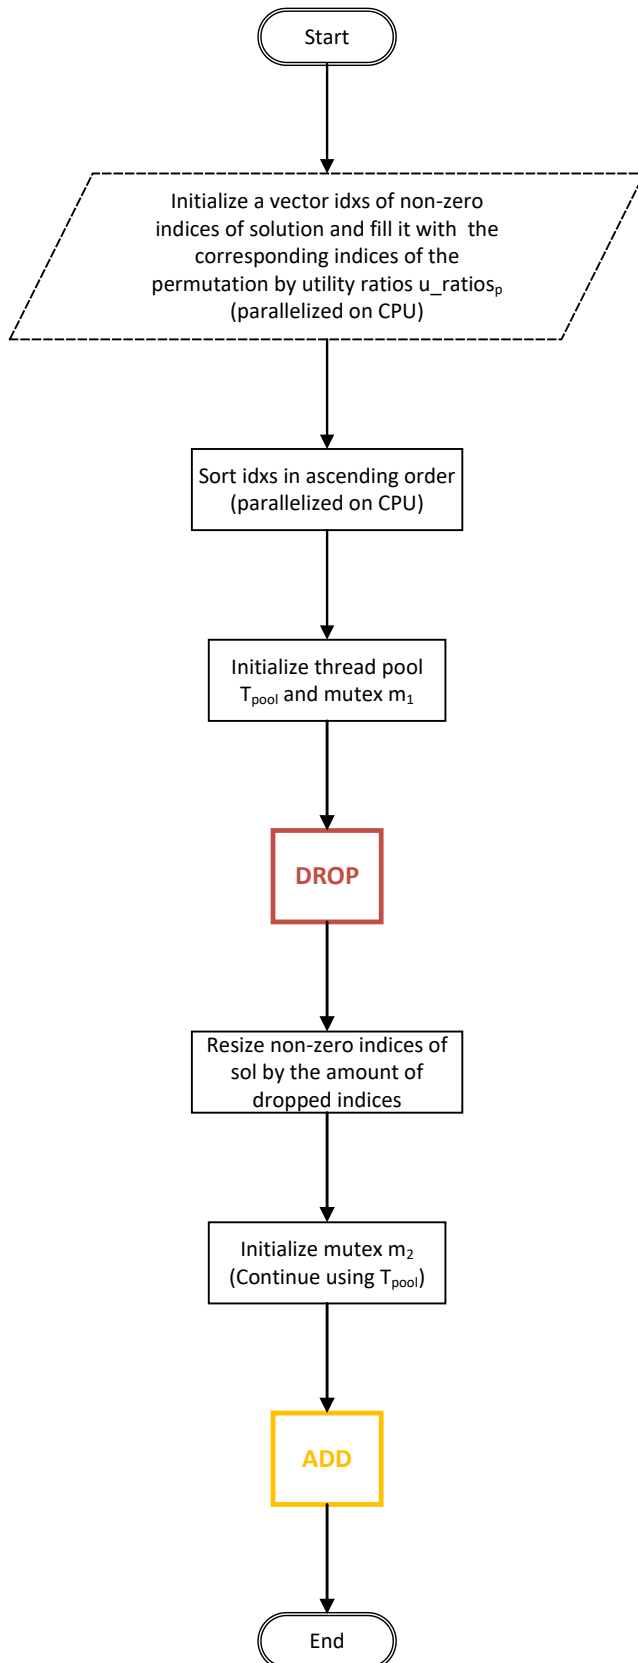 Start
Initialize a vector idxs of non-zero
indices of solution and fill it with  the
corresponding indices of the
permutation by utility ratios u_ratiosₚ
(parallelized on CPU)
Sort idxs in ascending order
(parallelized on CPU)
Initialize thread pool
Tpool and mutex m₁
DROP
Resize non-zero indices of
sol by the amount of
dropped indices
Initialize mutex m₂
(Continue using Tpool)
ADD
End